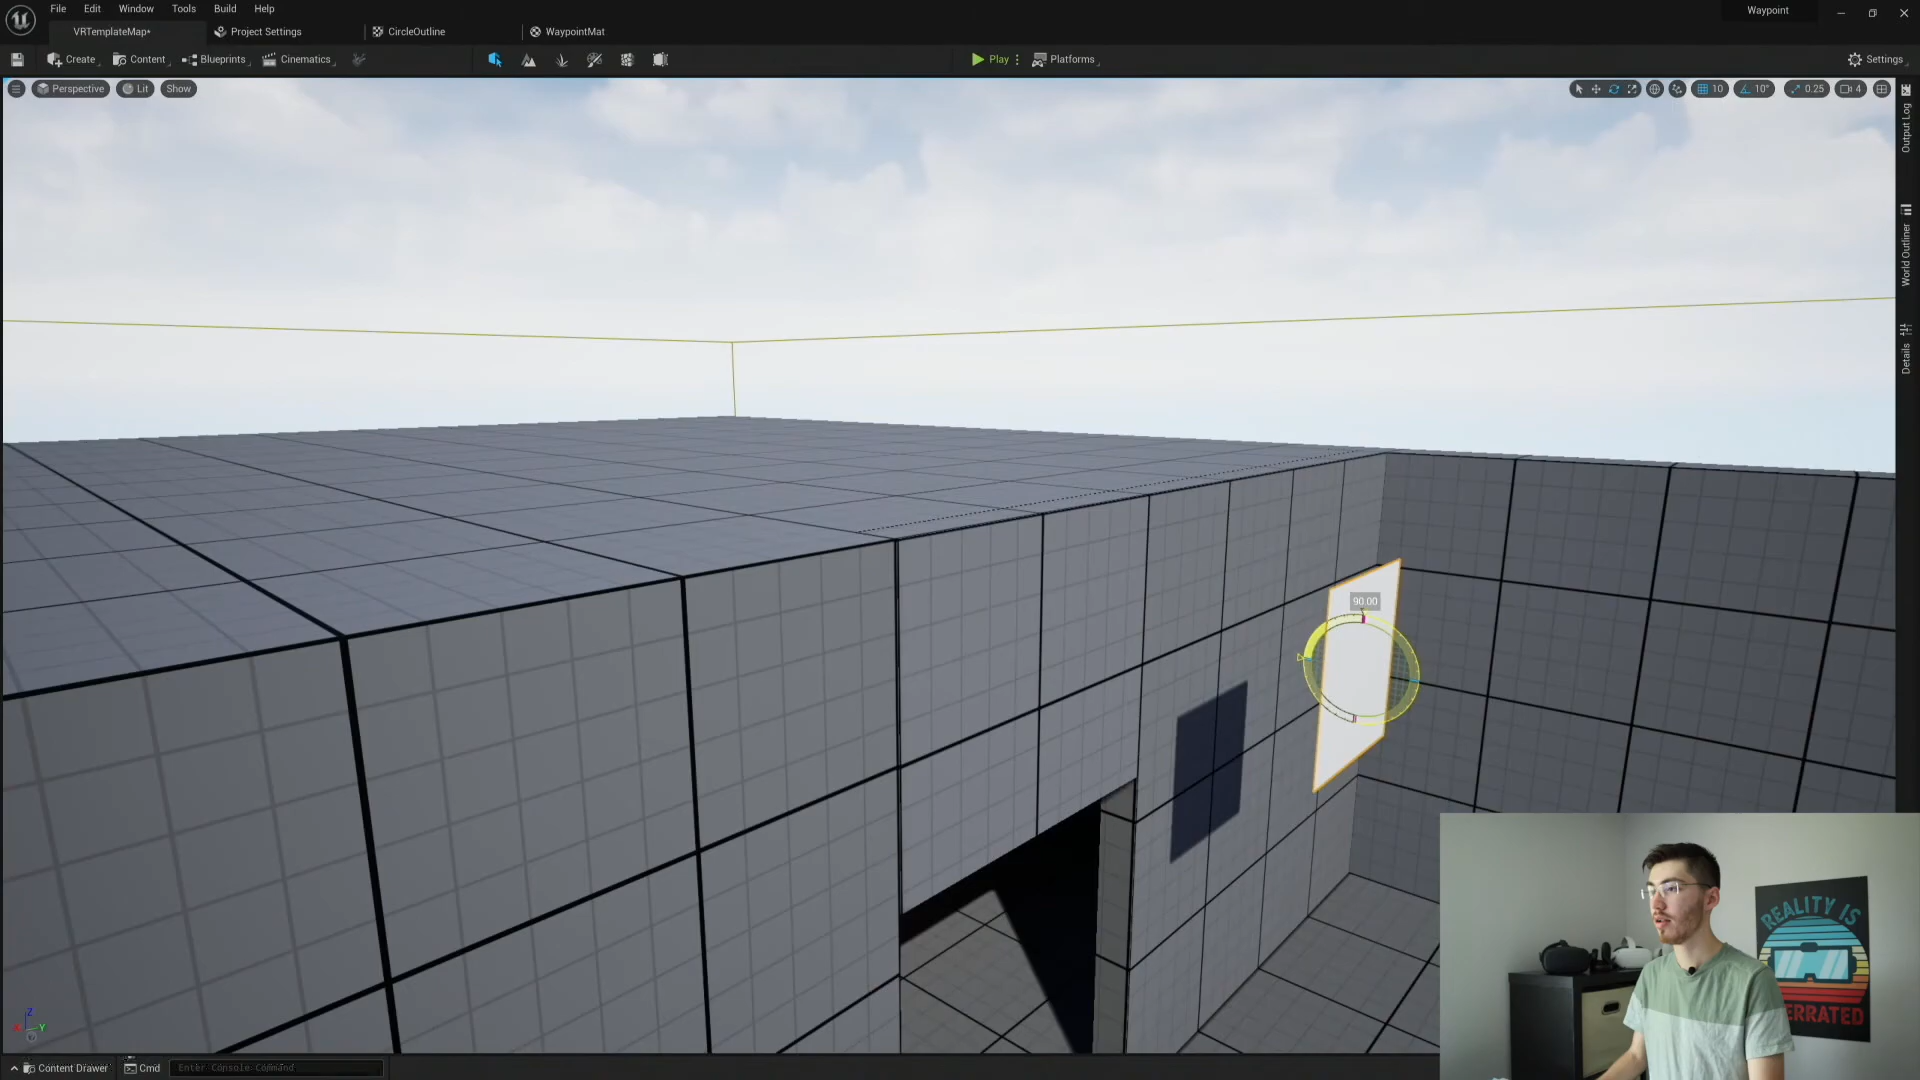 File Edit Window Tools Build Help
Waypoint
VRTemplateMap*
Project Settings
CircleOutline
WaypointMat
Create
Content
Blueprints
Cinematics
Play
Platforms
Settings
Perspective
Lit
Show
10
10°
0.25
4
Output Log
World Outliner
Details
90.00
Z
X
Y
REALITY IS
ERRATED
Content Drawer
Cmd
Enter Console Command